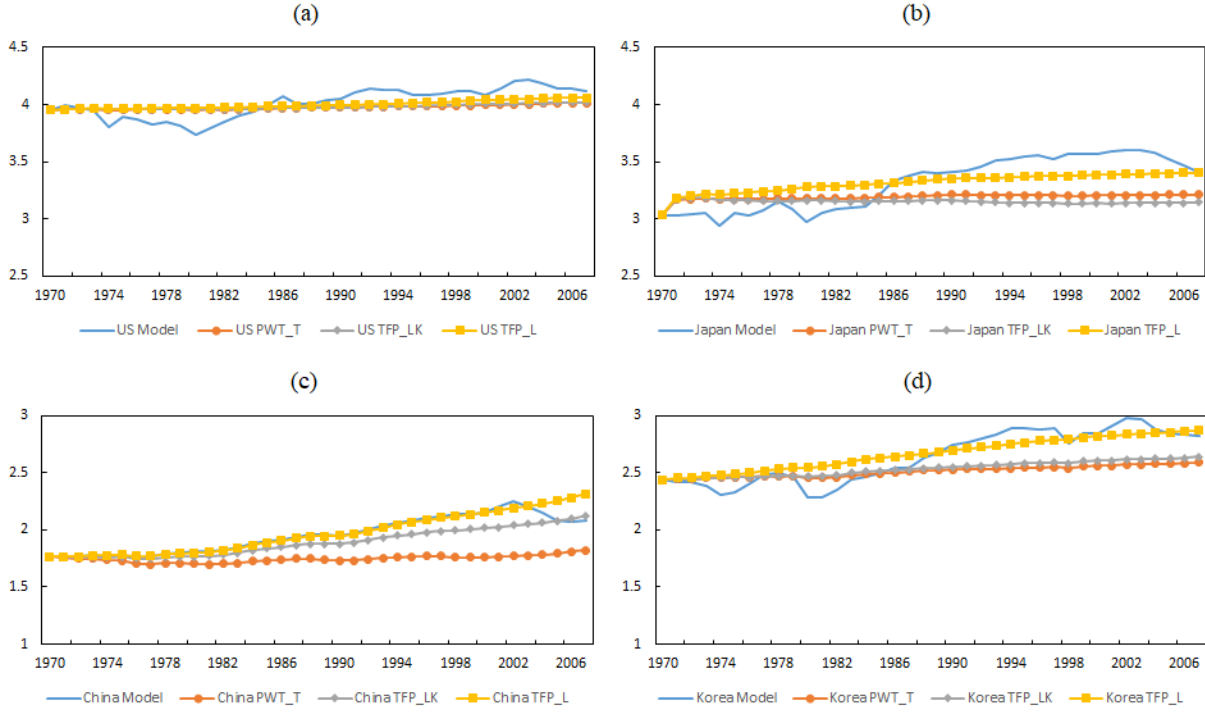 (a)
4.5
4
3.5
3
2.5
1970 1974 1978 1982 1986 1990 1994 1998 2002 2006
US Model US PWT_T US TFP_LK US TFP_L
(b)
4.5
4
3.5
3
2.5
1970 1974 1978 1982 1986 1990 1994 1998 2002 2006
Japan Model Japan PWT_T Japan TFP_LK Japan TFP_L
(c)
3
2.5
2
1.5
1
1970 1974 1978 1982 1986 1990 1994 1998 2002 2006
China Model China PWT_T China TFP_LK China TFP_L
(d)
3
2.5
2
1.5
1
1970 1974 1978 1982 1986 1990 1994 1998 2002 2006
Korea Model Korea PWT_T Korea TFP_LK Korea TFP_L